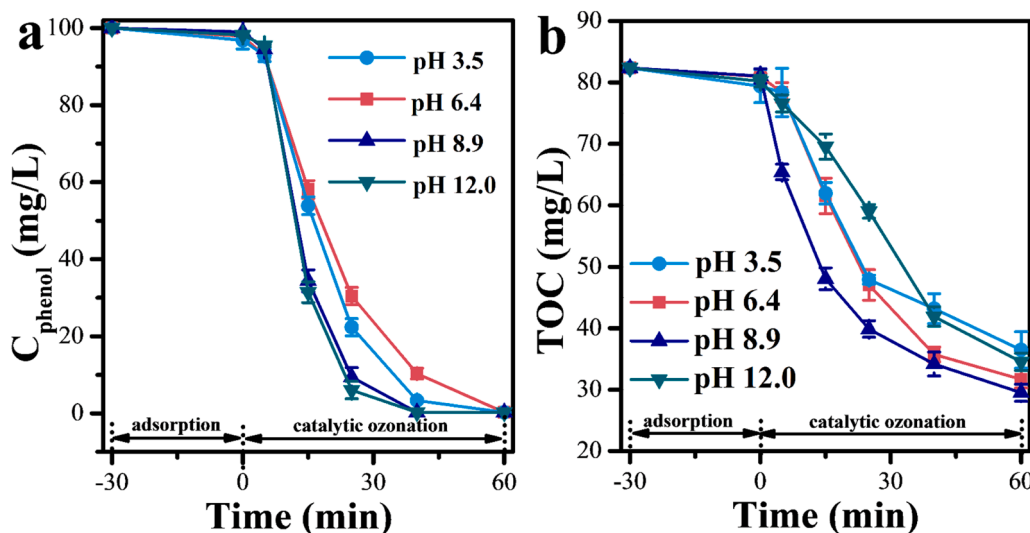 a
C phenol (mg/L)
100
80
60
40
20
0
pH 3.5
pH 6.4
pH 8.9
pH 12.0
adsorption
catalytic ozonation
-30
0
30
60
Time (min)
b
TOC (mg/L)
90
80
70
60
50
40
30
20
pH 3.5
pH 6.4
pH 8.9
pH 12.0
adsorption
catalytic ozonation
-30
0
30
60
Time (min)